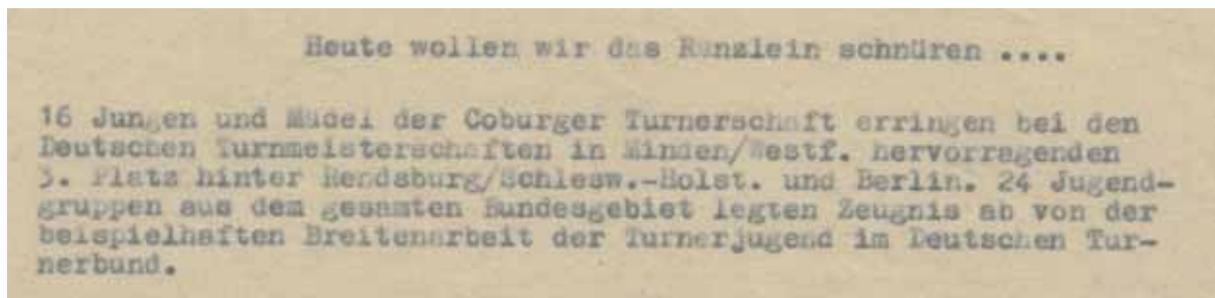 Heute wollen wir das Ränzlein schnüren ....
16 Jungen und Mädel der Coburger Turnerschaft erringen bei den
Deutschen Turnmeisterschaften in Minden/Westf. hervorragenden
3. Platz hinter Rendsburg/Schlesw.-Holst. und Berlin. 24 Jugend-
gruppen aus dem gesamten Bundesgebiet legten Zeugnis ab von der
beispielhaften Breitenarbeit der Turnerjugend im Deutschen Tur-
nerbund.